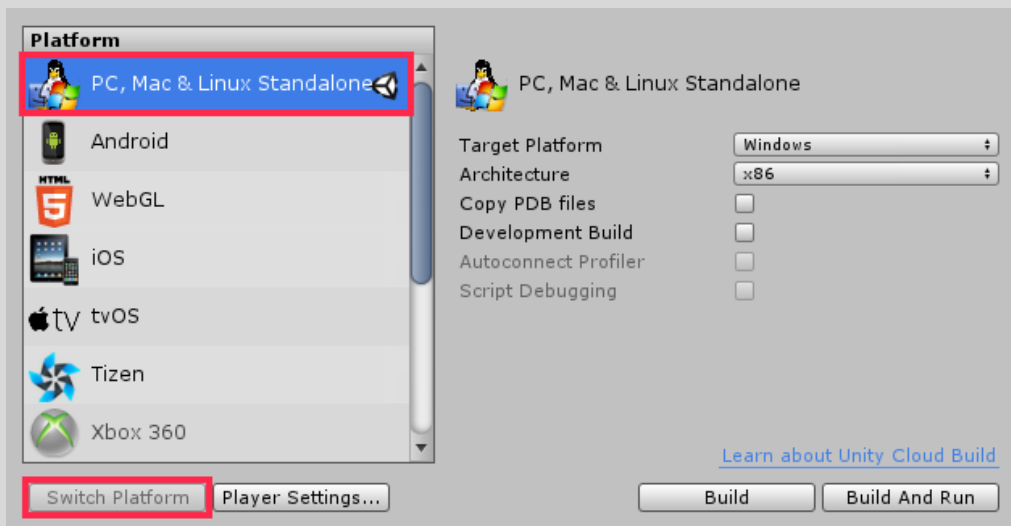 Platform
PC, Mac & Linux Standalone
Android
HTML
5
WebGL
iOS
tv
tvOS
Tizen
Xbox 360
Switch Platform
Player Settings...
PC, Mac & Linux Standalone
Target Platform
Windows
Architecture
x86
Copy PDB files
Development Build
Autoconnect Profiler
Script Debugging
Learn about Unity Cloud Build
Build
Build And Run